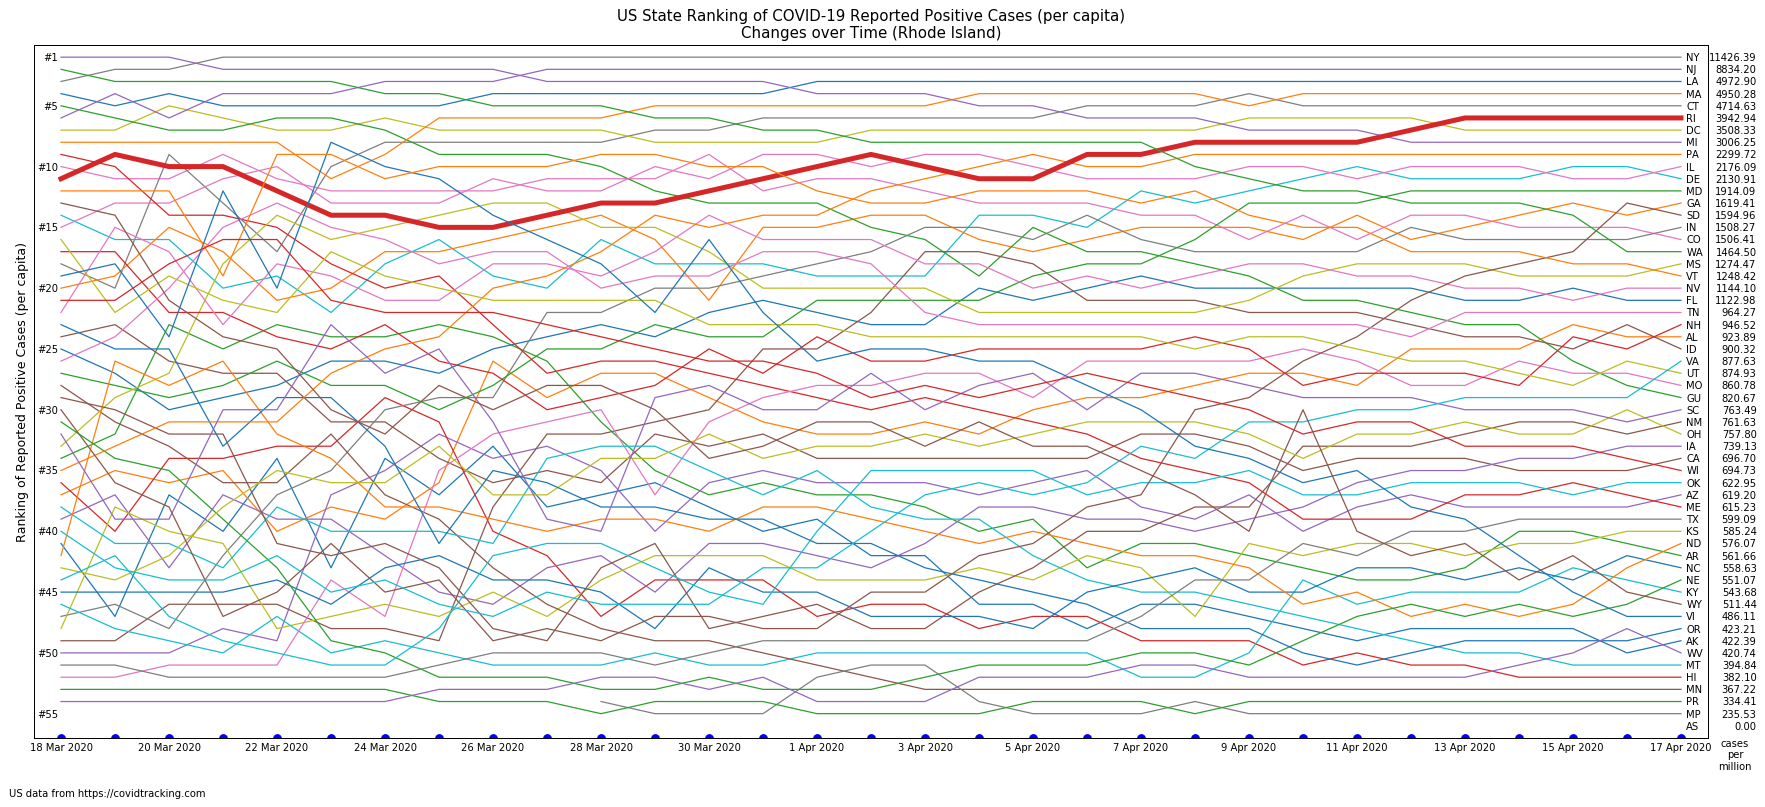 US State Ranking of COVID-19 Reported Positive Cases (per capita)
Changes over Time (Rhode Island)
Ranking of Reported Positive Cases (per capita)
#1
#5
#10
#15
#20
#25
#30
#35
#40
#45
#50
#55
NY 11426.39
NJ 8834.20
LA 4972.90
MA 4950.28
CT 4714.63
RI 3942.94
DC 3508.33
MI 3006.25
PA 2299.72
IL 2176.09
DE 2130.91
MD 1914.09
GA 1619.41
SD 1594.96
IN 1508.27
CO 1506.41
WA 1464.50
MS 1274.47
VT 1248.42
NV 1144.10
FL 1122.98
TN 964.27
NH 946.52
AL 923.89
ID 900.32
VA 877.63
UT 874.93
MO 860.78
GU 820.67
SC 763.49
NM 761.63
OH 757.80
IA 739.13
CA 696.70
WI 694.73
OK 622.95
AZ 619.20
ME 615.23
TX 599.09
KS 585.24
ND 576.07
AR 561.66
NC 558.63
NE 551.07
KY 543.68
WY 511.44
VI 486.11
OR 423.21
AK 422.39
WV 420.74
MT 394.84
HI 382.10
MN 367.22
PR 334.41
MP 235.53
AS 0.00
18 Mar 2020
20 Mar 2020
22 Mar 2020
24 Mar 2020
26 Mar 2020
28 Mar 2020
30 Mar 2020
1 Apr 2020
3 Apr 2020
5 Apr 2020
7 Apr 2020
9 Apr 2020
11 Apr 2020
13 Apr 2020
15 Apr 2020
17 Apr 2020
cases
per
million
US data from https://covidtracking.com